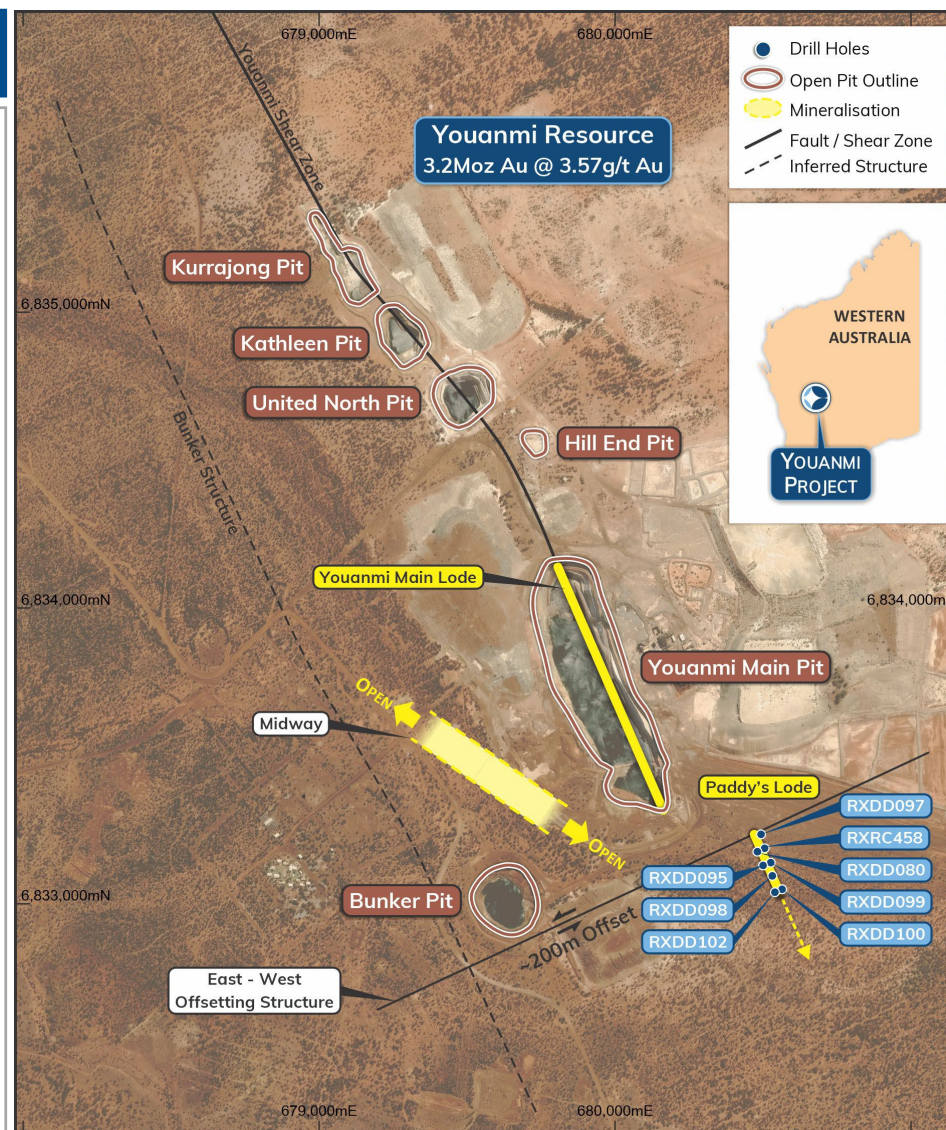 679,000mE
680,000mE
Drill Holes
Open Pit Outline
Mineralisation
Fault / Shear Zone
Inferred Structure
Youanmi Shear Zone
Youanmi Resource
3.2Moz Au @ 3.57g/t Au
Kurrajong Pit
6,835,000mN
Kathleen Pit
United North Pit
Hill End Pit
WESTERN
AUSTRALIA
YOUANMI
PROJECT
Bunker Structure
Youanmi Main Lode
6,834,000mN
6,834,000m
Youanmi Main Pit
OPEN
Midway
Paddy's Lode
RXDD097
RXRC458
OPEN
RXDD080
RXDD095
6,833,000mN
Bunker Pit
RXDD098
RXDD099
RXDD102
RXDD100
~200m Offset
East - West
Offsetting Structure
679,000mE
680,000mE